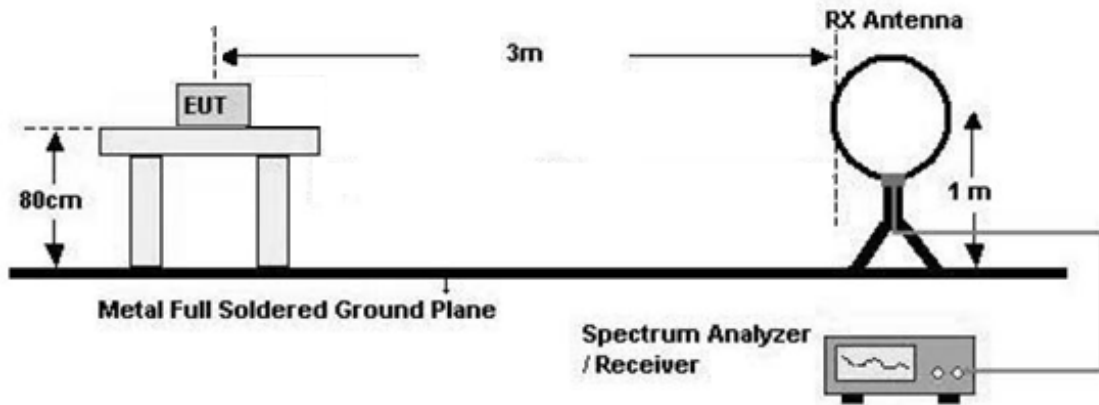 RX Antenna
3m
EUT
80cm
1 m
Metal Full Soldered Ground Plane
Spectrum Analyzer
/ Receiver